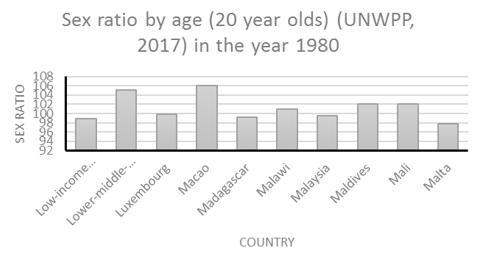 Sex ratio by age (20 year olds) (UNWPP,
2017) in the year 1980
108
106
104
102
100
98
96
94
92
SEX RATIO
Low-income…
Lower-middle-…
Luxembourg
Macao
Madagascar
Malawi
Malaysia
Maldives
Mali
Malta
COUNTRY